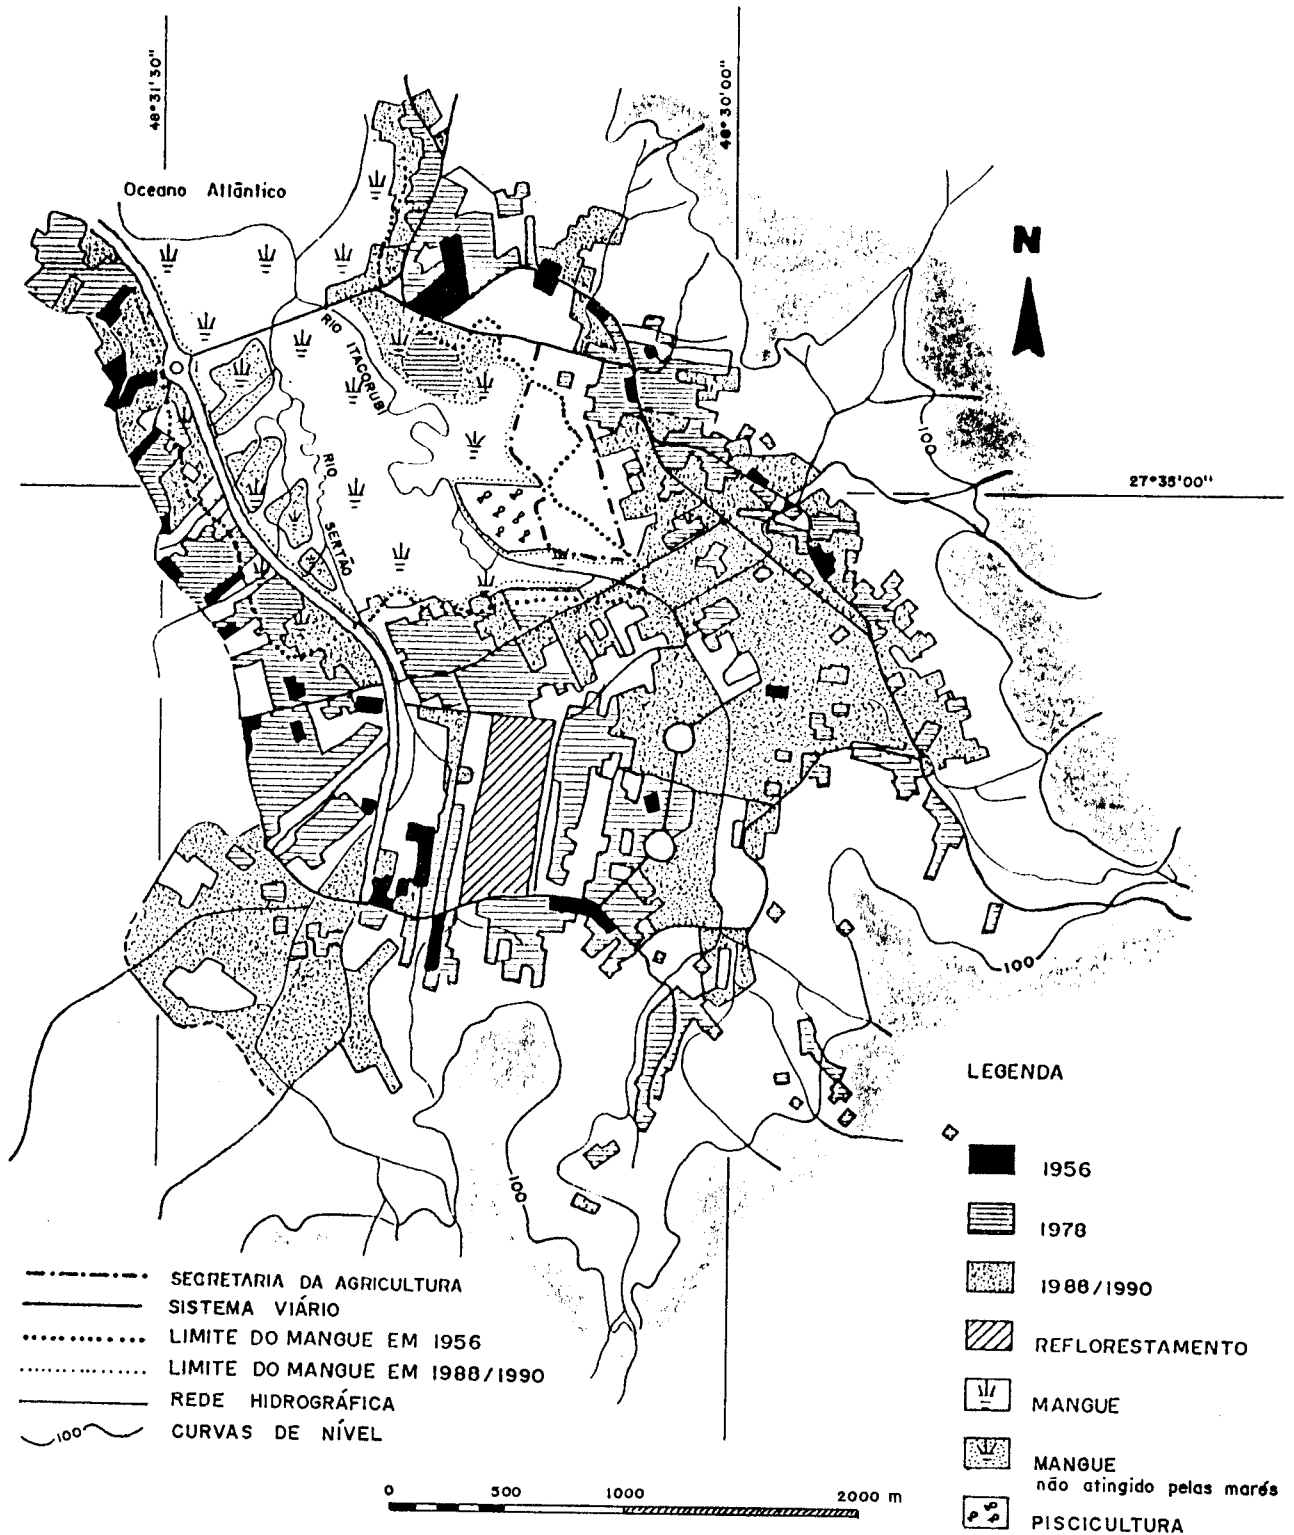 48°31'30"
48°30'00"
Oceano Atlântico
N
RIO ITACORUBI
RIO SERTÃO
100
27°35'00"
100
100
LEGENDA
1956
1978
1988/1990
REFLORESTAMENTO
MANGUE
MANGUE
não atingido pelas marés
PISCICULTURA
SECRETARIA DA AGRICULTURA
SISTEMA VIÁRIO
LIMITE DO MANGUE EM 1956
LIMITE DO MANGUE EM 1988/1990
REDE HIDROGRÁFICA
100
CURVAS DE NÍVEL
0 500 1000 2000 m